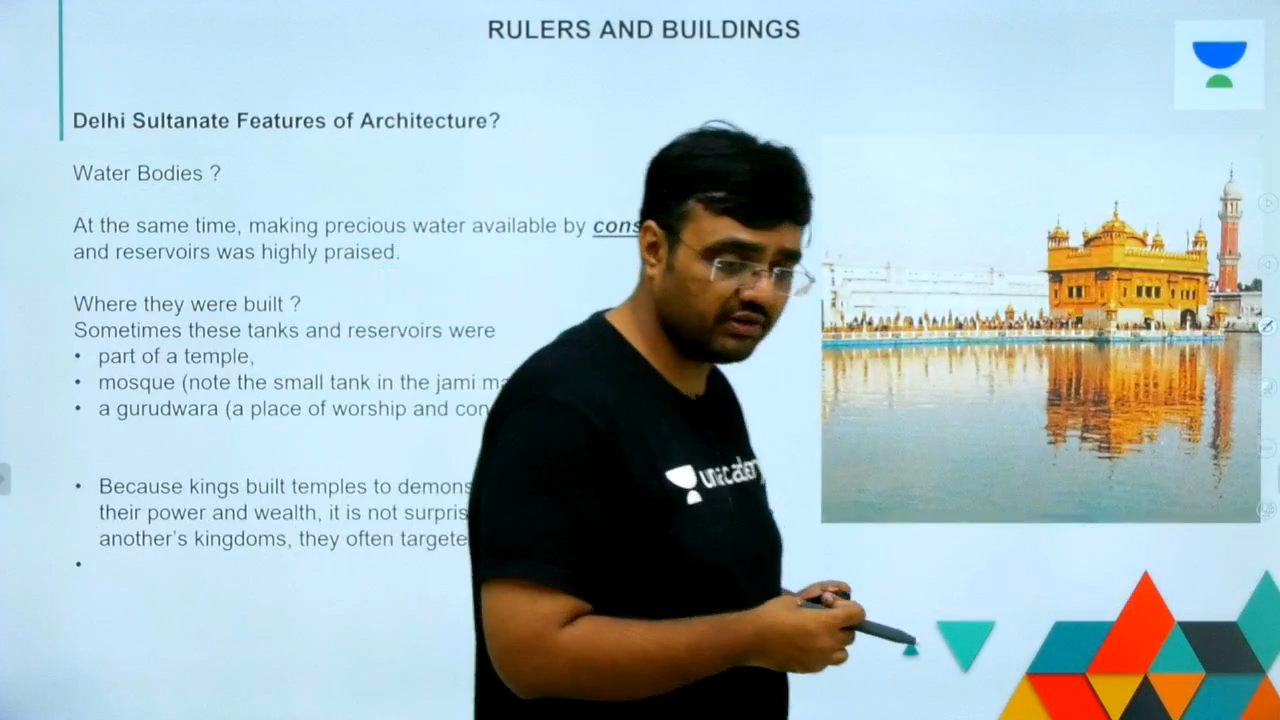 RULERS AND BUILDINGS
Delhi Sultanate Features of Architecture?
Water Bodies ?
At the same time, making precious water available by cons
and reservoirs was highly praised.
Where they were built ?
Sometimes these tanks and reservoirs were
• part of a temple,
• mosque (note the small tank in the jami ma
• a gurudwara (a place of worship and con
• Because kings built temples to demons
their power and wealth, it is not surpris
another's kingdoms, they often targete
•
unacademy